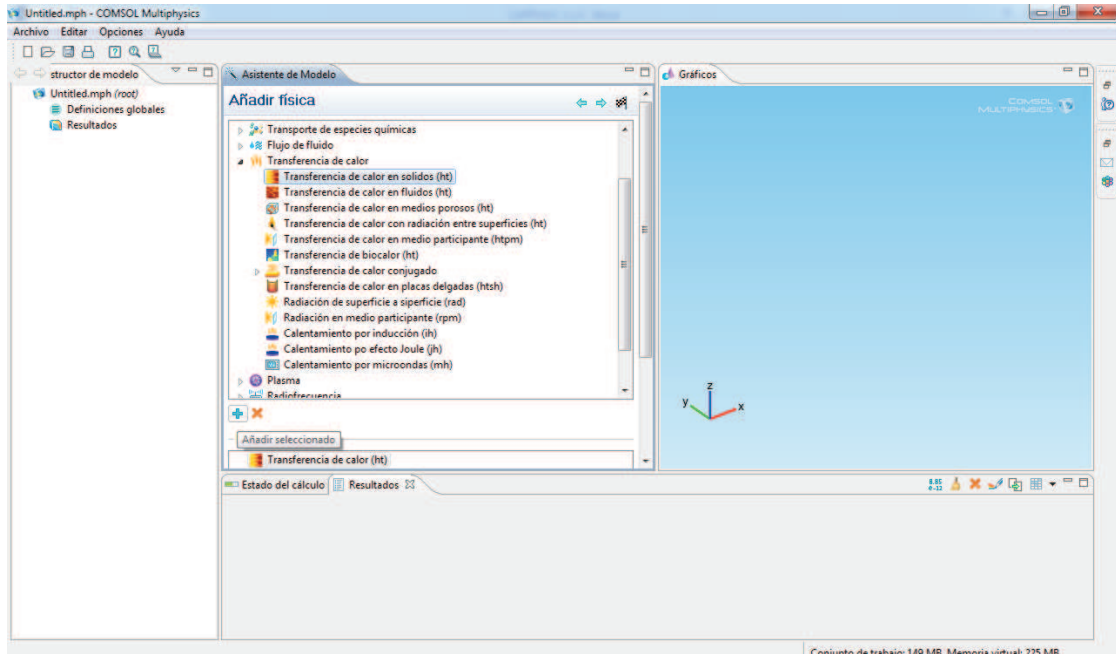 Untitled.mph - COMSOL Multiphysics
Archivo Editar Opciones Ayuda
structor de modelo
Untitled.mph (root)
Definiciones globales
Resultados
Asistente de Modelo
Añadir física
Transporte de especies químicas
Flujo de fluido
Transferencia de calor
Transferencia de calor en solidos (ht)
Transferencia de calor en fluidos (ht)
Transferencia de calor en medios porosos (ht)
Transferencia de calor con radiación entre superficies (ht)
Transferencia de calor en medio participante (htpm)
Transferencia de biocalor (ht)
Transferencia de calor conjugado
Transferencia de calor en placas delgadas (htsh)
Radiación de superficie a siperficie (rad)
Radiación en medio participante (rpm)
Calentamiento por inducción (ih)
Calentamiento po efecto Joule (jh)
Calentamiento por microondas (mh)
Plasma
Radiofrecuencia
Añadir seleccionado
Transferencia de calor (ht)
Gráficos
COMSOL
MULTIPHYSICS
z
y
x
Estado del cálculo
Resultados
8.85
e-12
Conjunto de trabajo: 149 MB, Memoria virtual: 225 MB